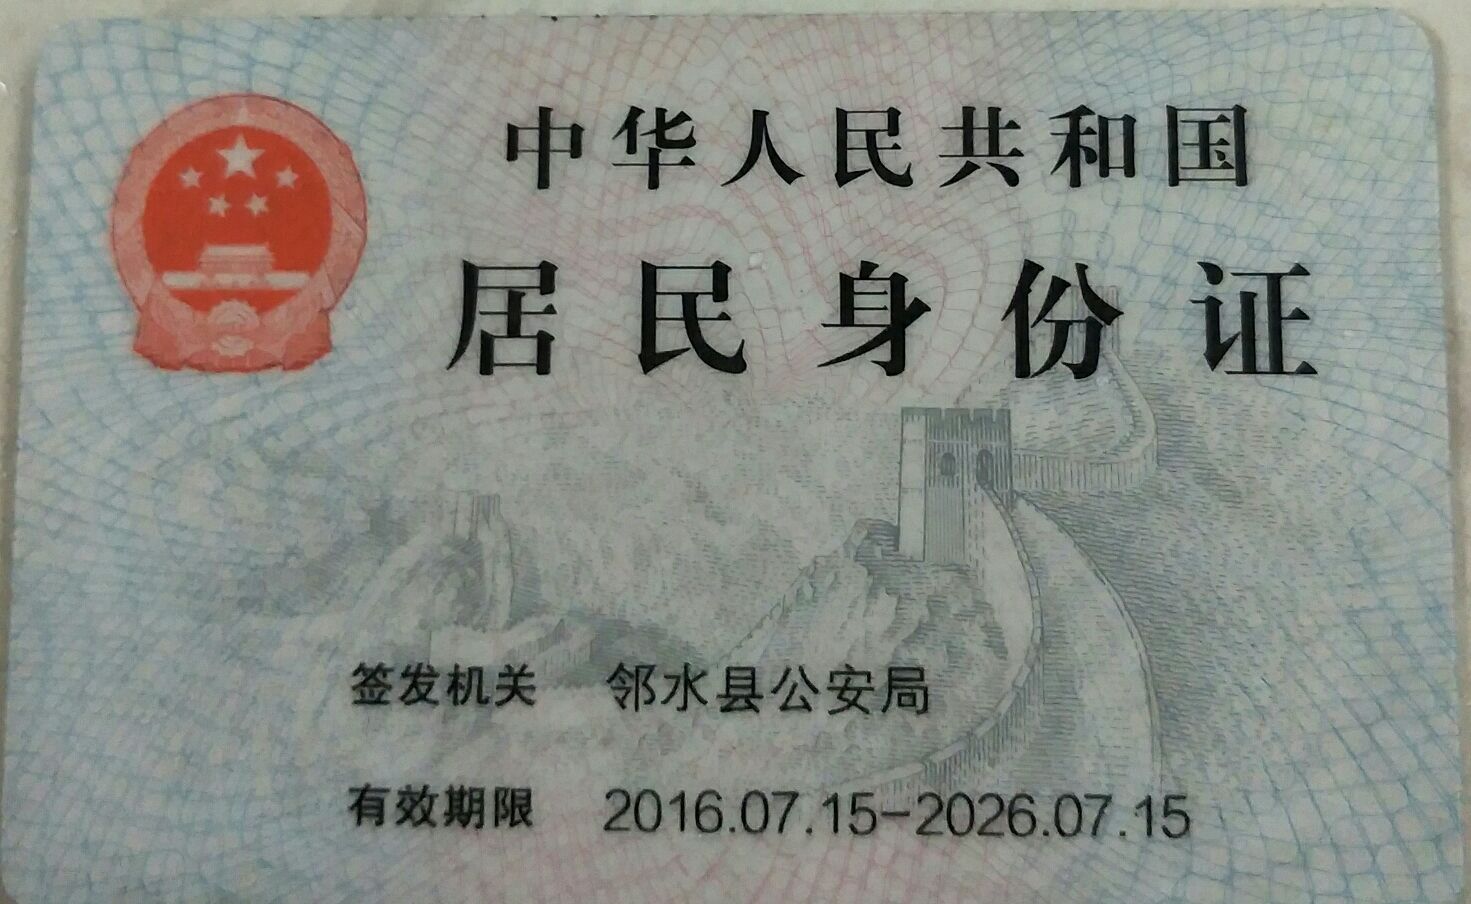 中华人民共和国
居民身份证
签发机关 邻水县公安局
有效期限 2016.07.15-2026.07.15